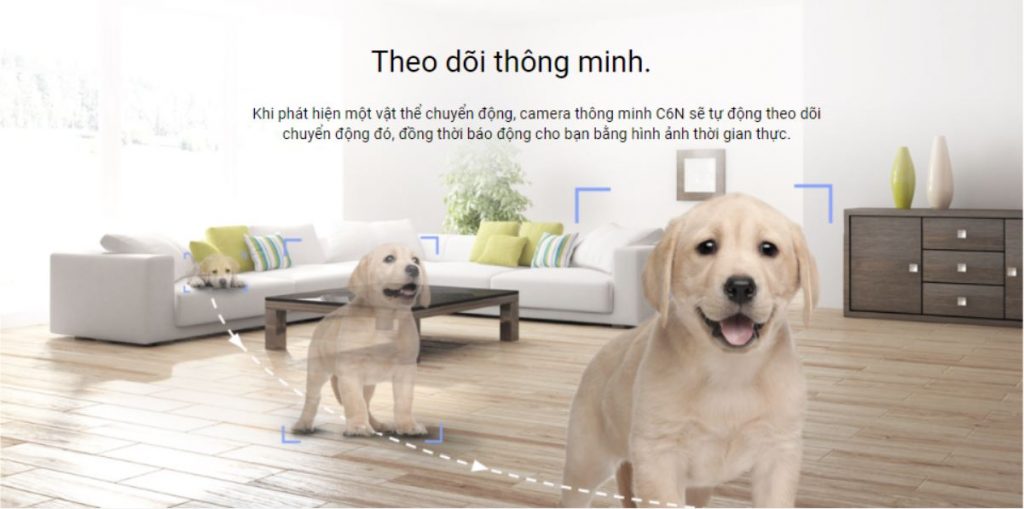 Theo dõi thông minh.
Khi phát hiện một vật thể chuyển động, camera thông minh C6N sẽ tự động theo dõi
chuyển động đó, đồng thời báo động cho bạn bằng hình ảnh thời gian thực.